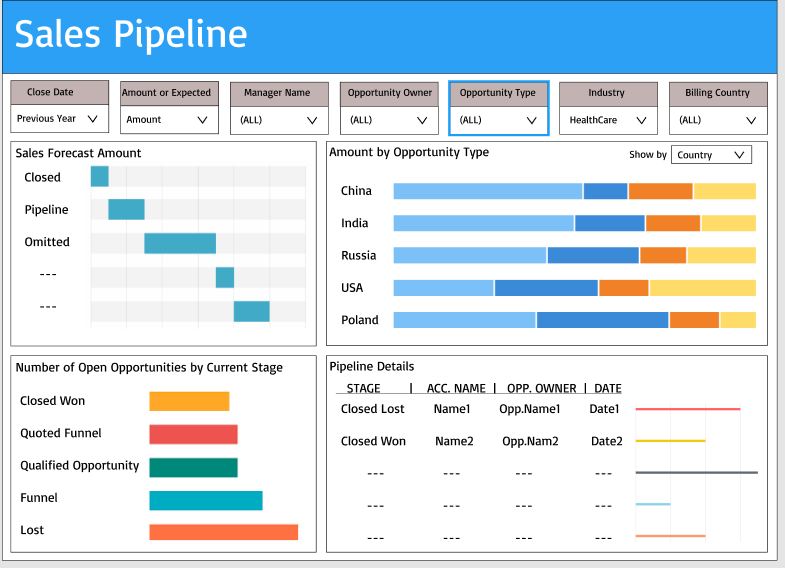 Sales Pipeline
Close Date
Amount or Expected
Manager Name
Opportunity Owner
Opportunity Type
Industry
Billing Country
Previous Year
Amount
(ALL)
(ALL)
(ALL)
HealthCare
(ALL)
Sales Forecast Amount
Closed
Pipeline
Omitted
---
---
Amount by Opportunity Type
Show by
Country
China
India
Russia
USA
Poland
Number of Open Opportunities by Current Stage
Closed Won
Quoted Funnel
Qualified Opportunity
Funnel
Lost
Pipeline Details
STAGE | ACC. NAME | OPP. OWNER | DATE
Closed Lost Name1 Opp.Name1 Date1
Closed Won Name2 Opp.Nam2 Date2
--- --- --- ---
--- --- --- ---
--- --- --- ---